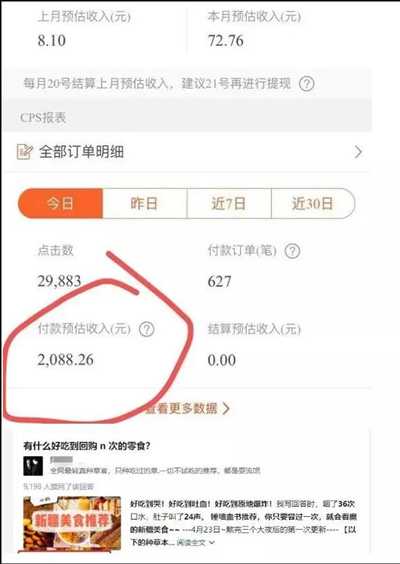 上月预估收入(元)
本月预估收入(元)
8.10
72.76
每月20号结算上月预估收入，建议21号再进行提现 ?
CPS报表
全部订单明细
今日
昨日
近7日
近30日
点击数
付款订单(笔) ?
29,883
627
付款预估收入(元) ?
结算预估收入(元)
2,088.26
0.00
查看更多数据
有什么好吃到回购 n 次的零食?
9,198 人赞同了该回答
新疆美食推荐
好吃到哭！好吃到吐血！好吃到原地爆炸！我写回答时，咽了36次
口水，肚子叫了24声。锤墙血书推荐，你只要尝过一次，就会看磨
的新疆美食~~ ---4月23日~熬完三个大夜后的第一次更新---【以
下的种草本... 阅读全文